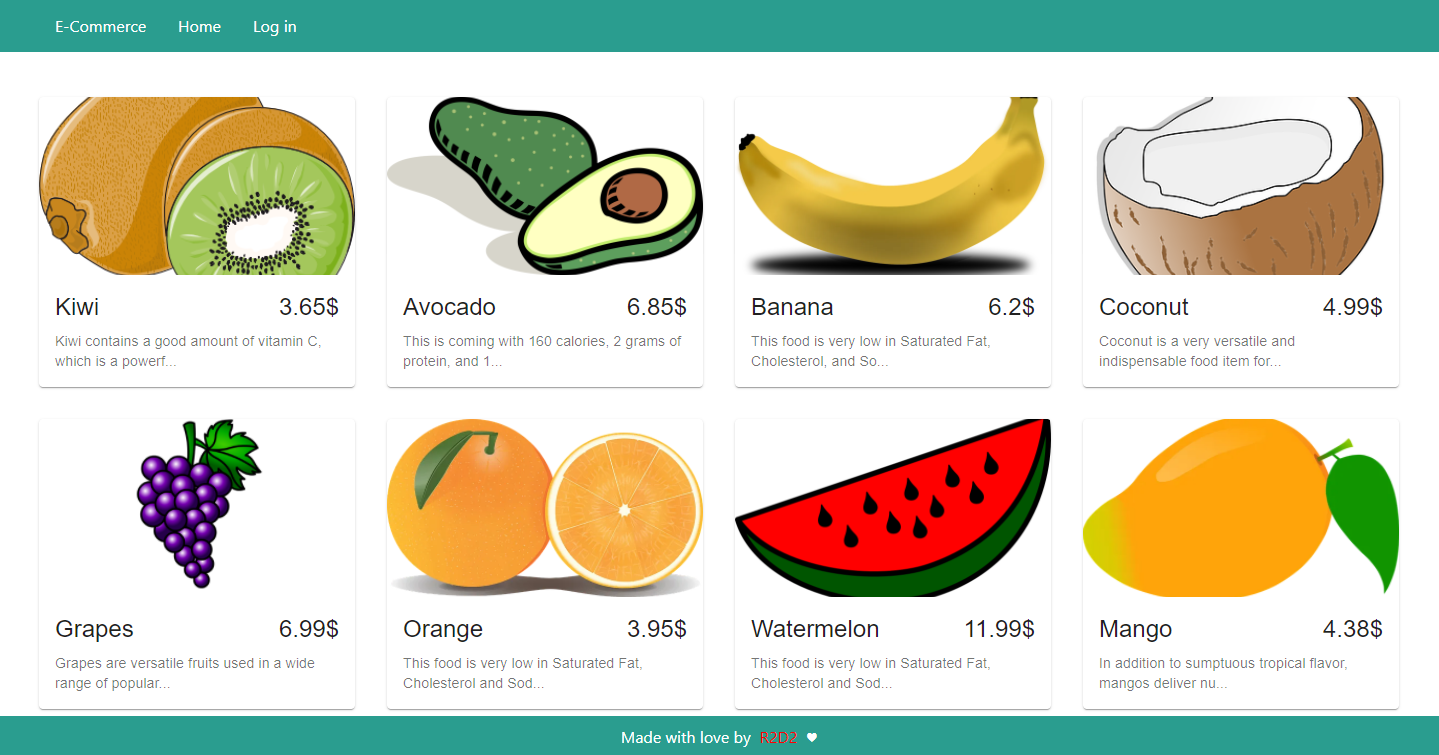 E-Commerce Home Log in
Kiwi 3.65$
Kiwi contains a good amount of vitamin C,
which is a powerf...
Avocado 6.85$
This is coming with 160 calories, 2 grams of
protein, and 1...
Banana 6.2$
This food is very low in Saturated Fat,
Cholesterol, and So...
Coconut 4.99$
Coconut is a very versatile and
indispensable food item for...
Grapes 6.99$
Grapes are versatile fruits used in a wide
range of popular...
Orange 3.95$
This food is very low in Saturated Fat,
Cholesterol and Sod...
Watermelon 11.99$
This food is very low in Saturated Fat,
Cholesterol and Sod...
Mango 4.38$
In addition to sumptuous tropical flavor,
mangos deliver nu...
Made with love by R2D2 ♥